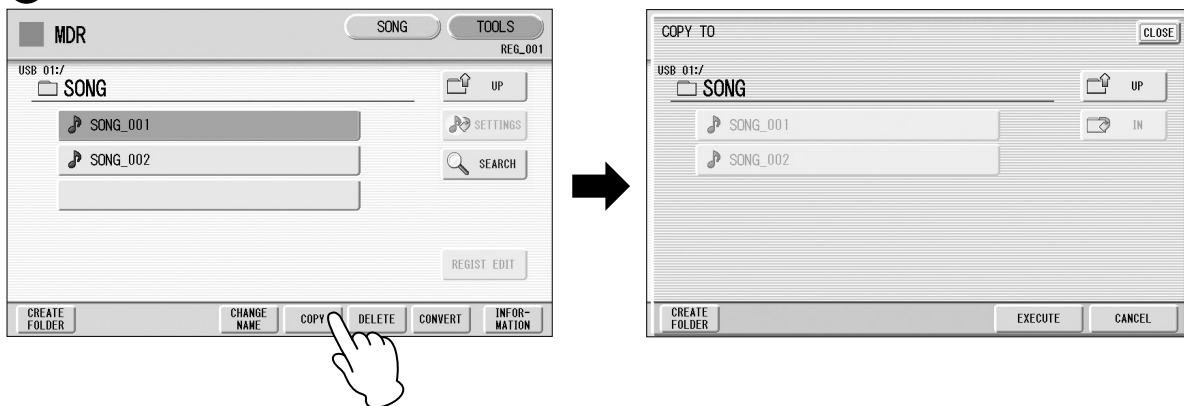 MDR
SONG
TOOLS
REG_001
USB 01:/
SONG
UP
SONG_001
SETTINGS
SONG_002
SEARCH
REGIST EDIT
CREATE
FOLDER
CHANGE
NAME
COPY
DELETE
CONVERT
INFOR-
MATION
COPY TO
CLOSE
USB 01:/
SONG
UP
SONG_001
IN
SONG_002
CREATE
FOLDER
EXECUTE
CANCEL